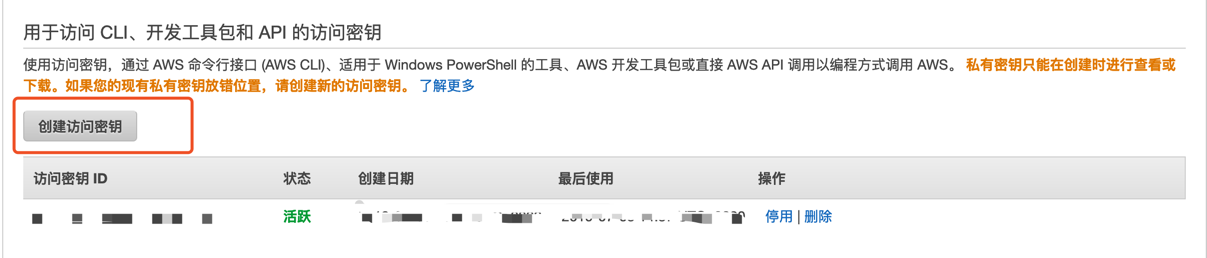 用于访问 CLI、开发工具包和 API 的访问密钥
使用访问密钥，通过 AWS 命令行接口 (AWS CLI)、适用于 Windows PowerShell 的工具、AWS 开发工具包或直接 AWS API 调用以编程方式调用 AWS。 私有密钥只能在创建时进行查看或
下载。如果您的现有私有密钥放错位置，请创建新的访问密钥。 了解更多
创建访问密钥
访问密钥 ID 状态 创建日期 最后使用 操作
活跃 停用 | 删除